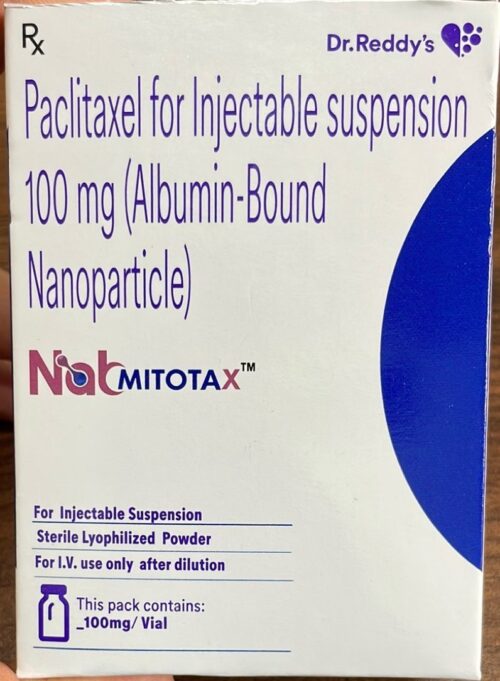 Rx
Dr.Reddy's
Paclitaxel for Injectable suspension
100 mg (Albumin-Bound
Nanoparticle)
NabMITOTAX™
For Injectable Suspension
Sterile Lyophilized Powder
For I.V. use only after dilution
This pack contains:
_100mg/ Vial